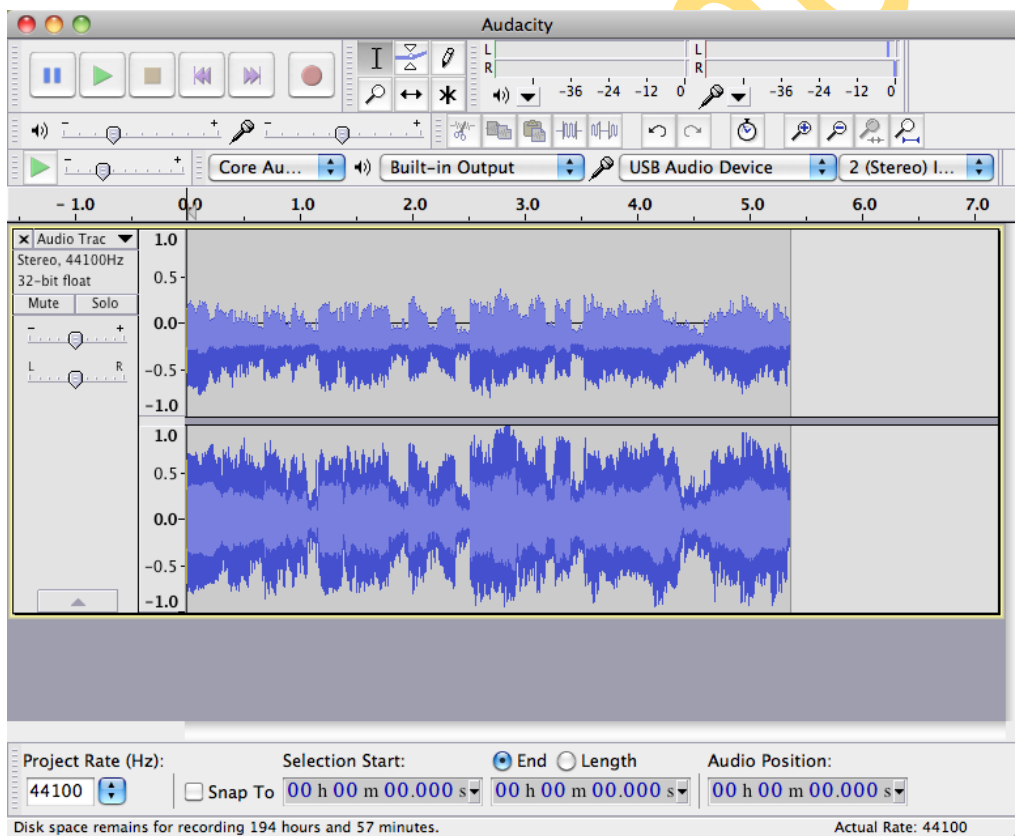 Audacity
L
R
-36 -24 -12 0
L
R
-36 -24 -12 0
- +
- +
- +
Core Au...
Built-in Output
USB Audio Device
2 (Stereo) I...
- 1.0 0.0 1.0 2.0 3.0 4.0 5.0 6.0 7.0
X Audio Trac
Stereo, 44100Hz
32-bit float
Mute Solo
- +
L R
1.0
0.5-
0.0-
-0.5-
-1.0
1.0
0.5-
0.0-
-0.5-
-1.0
Project Rate (Hz): Selection Start: End Length Audio Position:
44100 Snap To 00 h 00 m 00.000 s 00 h 00 m 00.000 s 00 h 00 m 00.000 s
Disk space remains for recording 194 hours and 57 minutes. Actual Rate: 44100